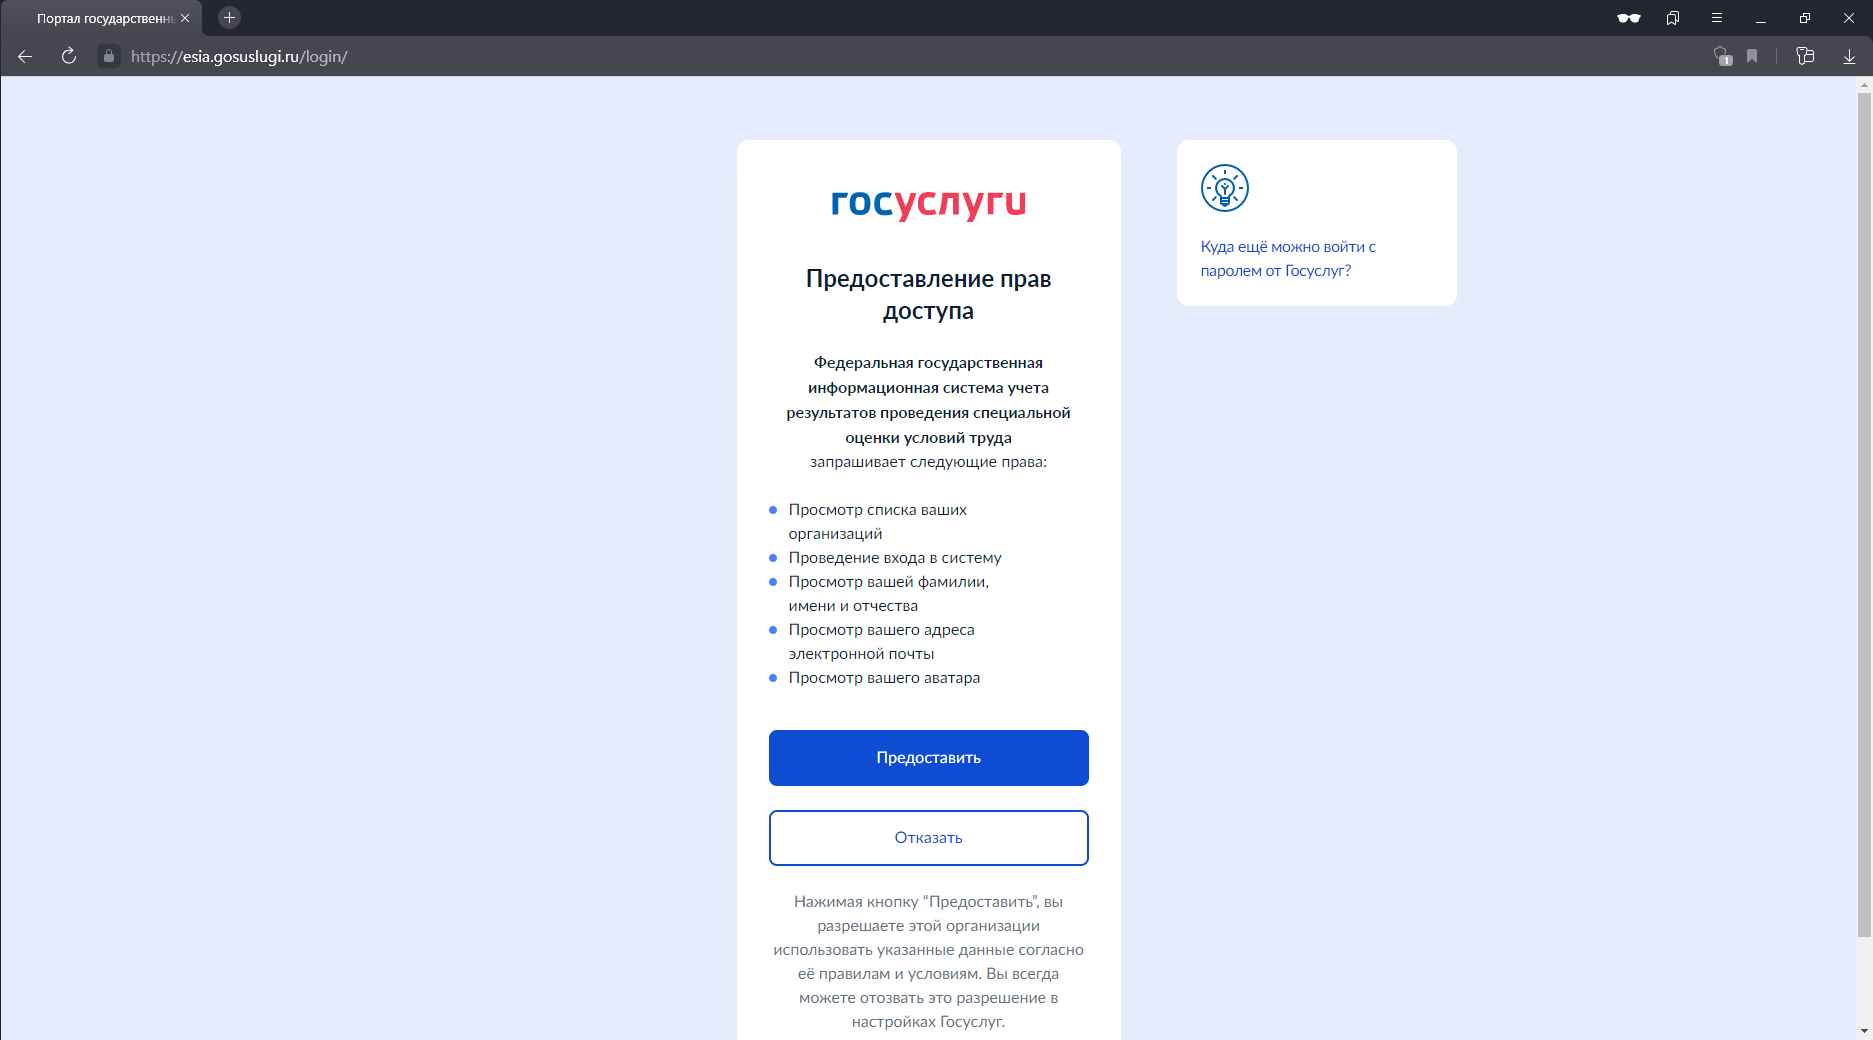 Портал государственны
https://esia.gosuslugi.ru/login/
1
госуслуги
Предоставление прав
доступа
Федеральная государственная
информационная система учета
результатов проведения специальной
оценки условий труда
запрашивает следующие права:
Просмотр списка ваших
организаций
Проведение входа в систему
Просмотр вашей фамилии,
имени и отчества
Просмотр вашего адреса
электронной почты
Просмотр вашего аватара
Предоставить
Отказать
Нажимая кнопку “Предоставить”, вы
разрешаете этой организации
использовать указанные данные согласно
её правилам и условиям. Вы всегда
можете отозвать это разрешение в
настройках Госуслуг.
Куда ещё можно войти с
паролем от Госуслуг?